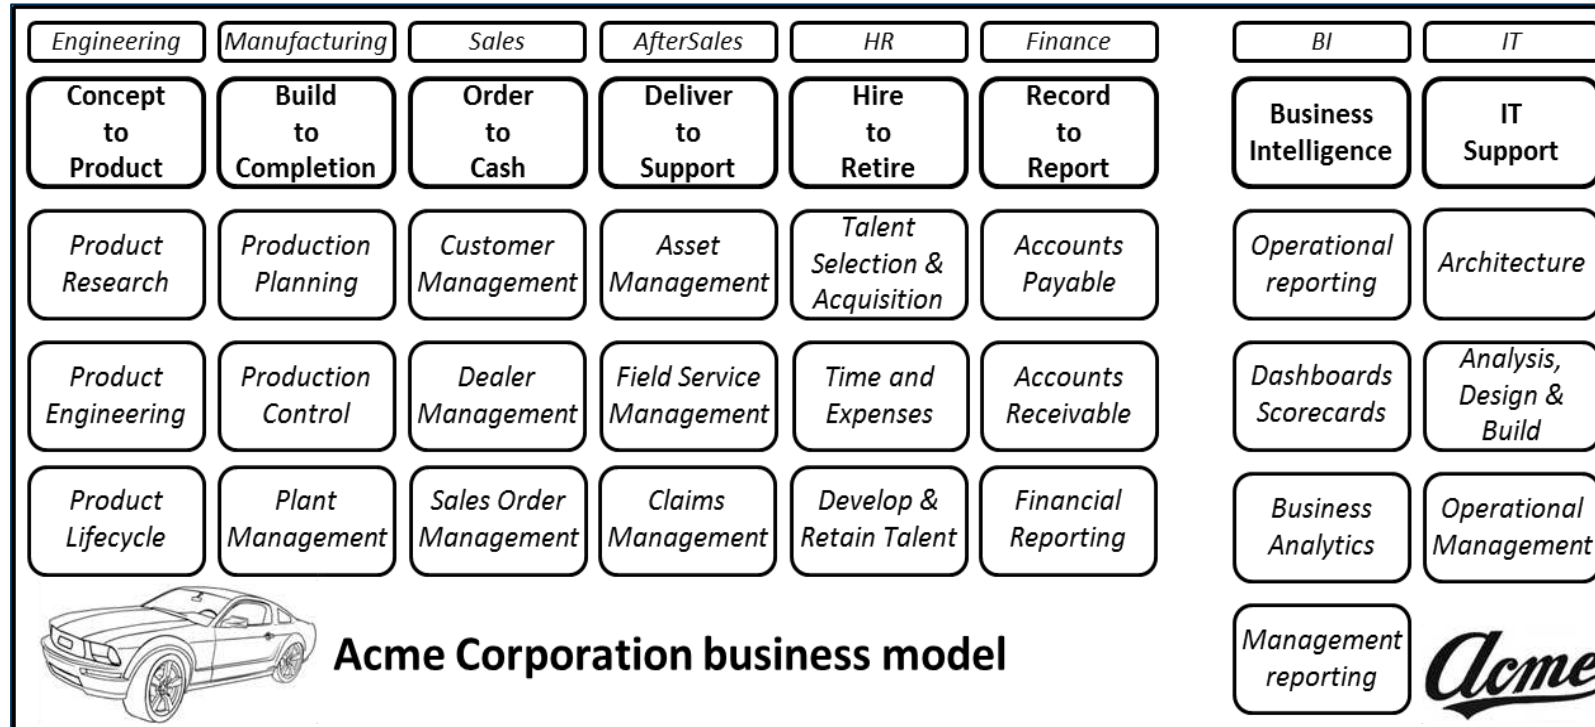 Engineering
Manufacturing
Sales
AfterSales
HR
Finance
BI
IT
Concept
to
Product
Build
to
Completion
Order
to
Cash
Deliver
to
Support
Hire
to
Retire
Record
to
Report
Business
Intelligence
IT
Support
Product
Research
Production
Planning
Customer
Management
Asset
Management
Talent
Selection &
Acquisition
Accounts
Payable
Operational
reporting
Architecture
Product
Engineering
Production
Control
Dealer
Management
Field Service
Management
Time and
Expenses
Accounts
Receivable
Dashboards
Scorecards
Analysis,
Design &
Build
Product
Lifecycle
Plant
Management
Sales Order
Management
Claims
Management
Develop &
Retain Talent
Financial
Reporting
Business
Analytics
Operational
Management
Acme Corporation business model
Management
reporting
Acme